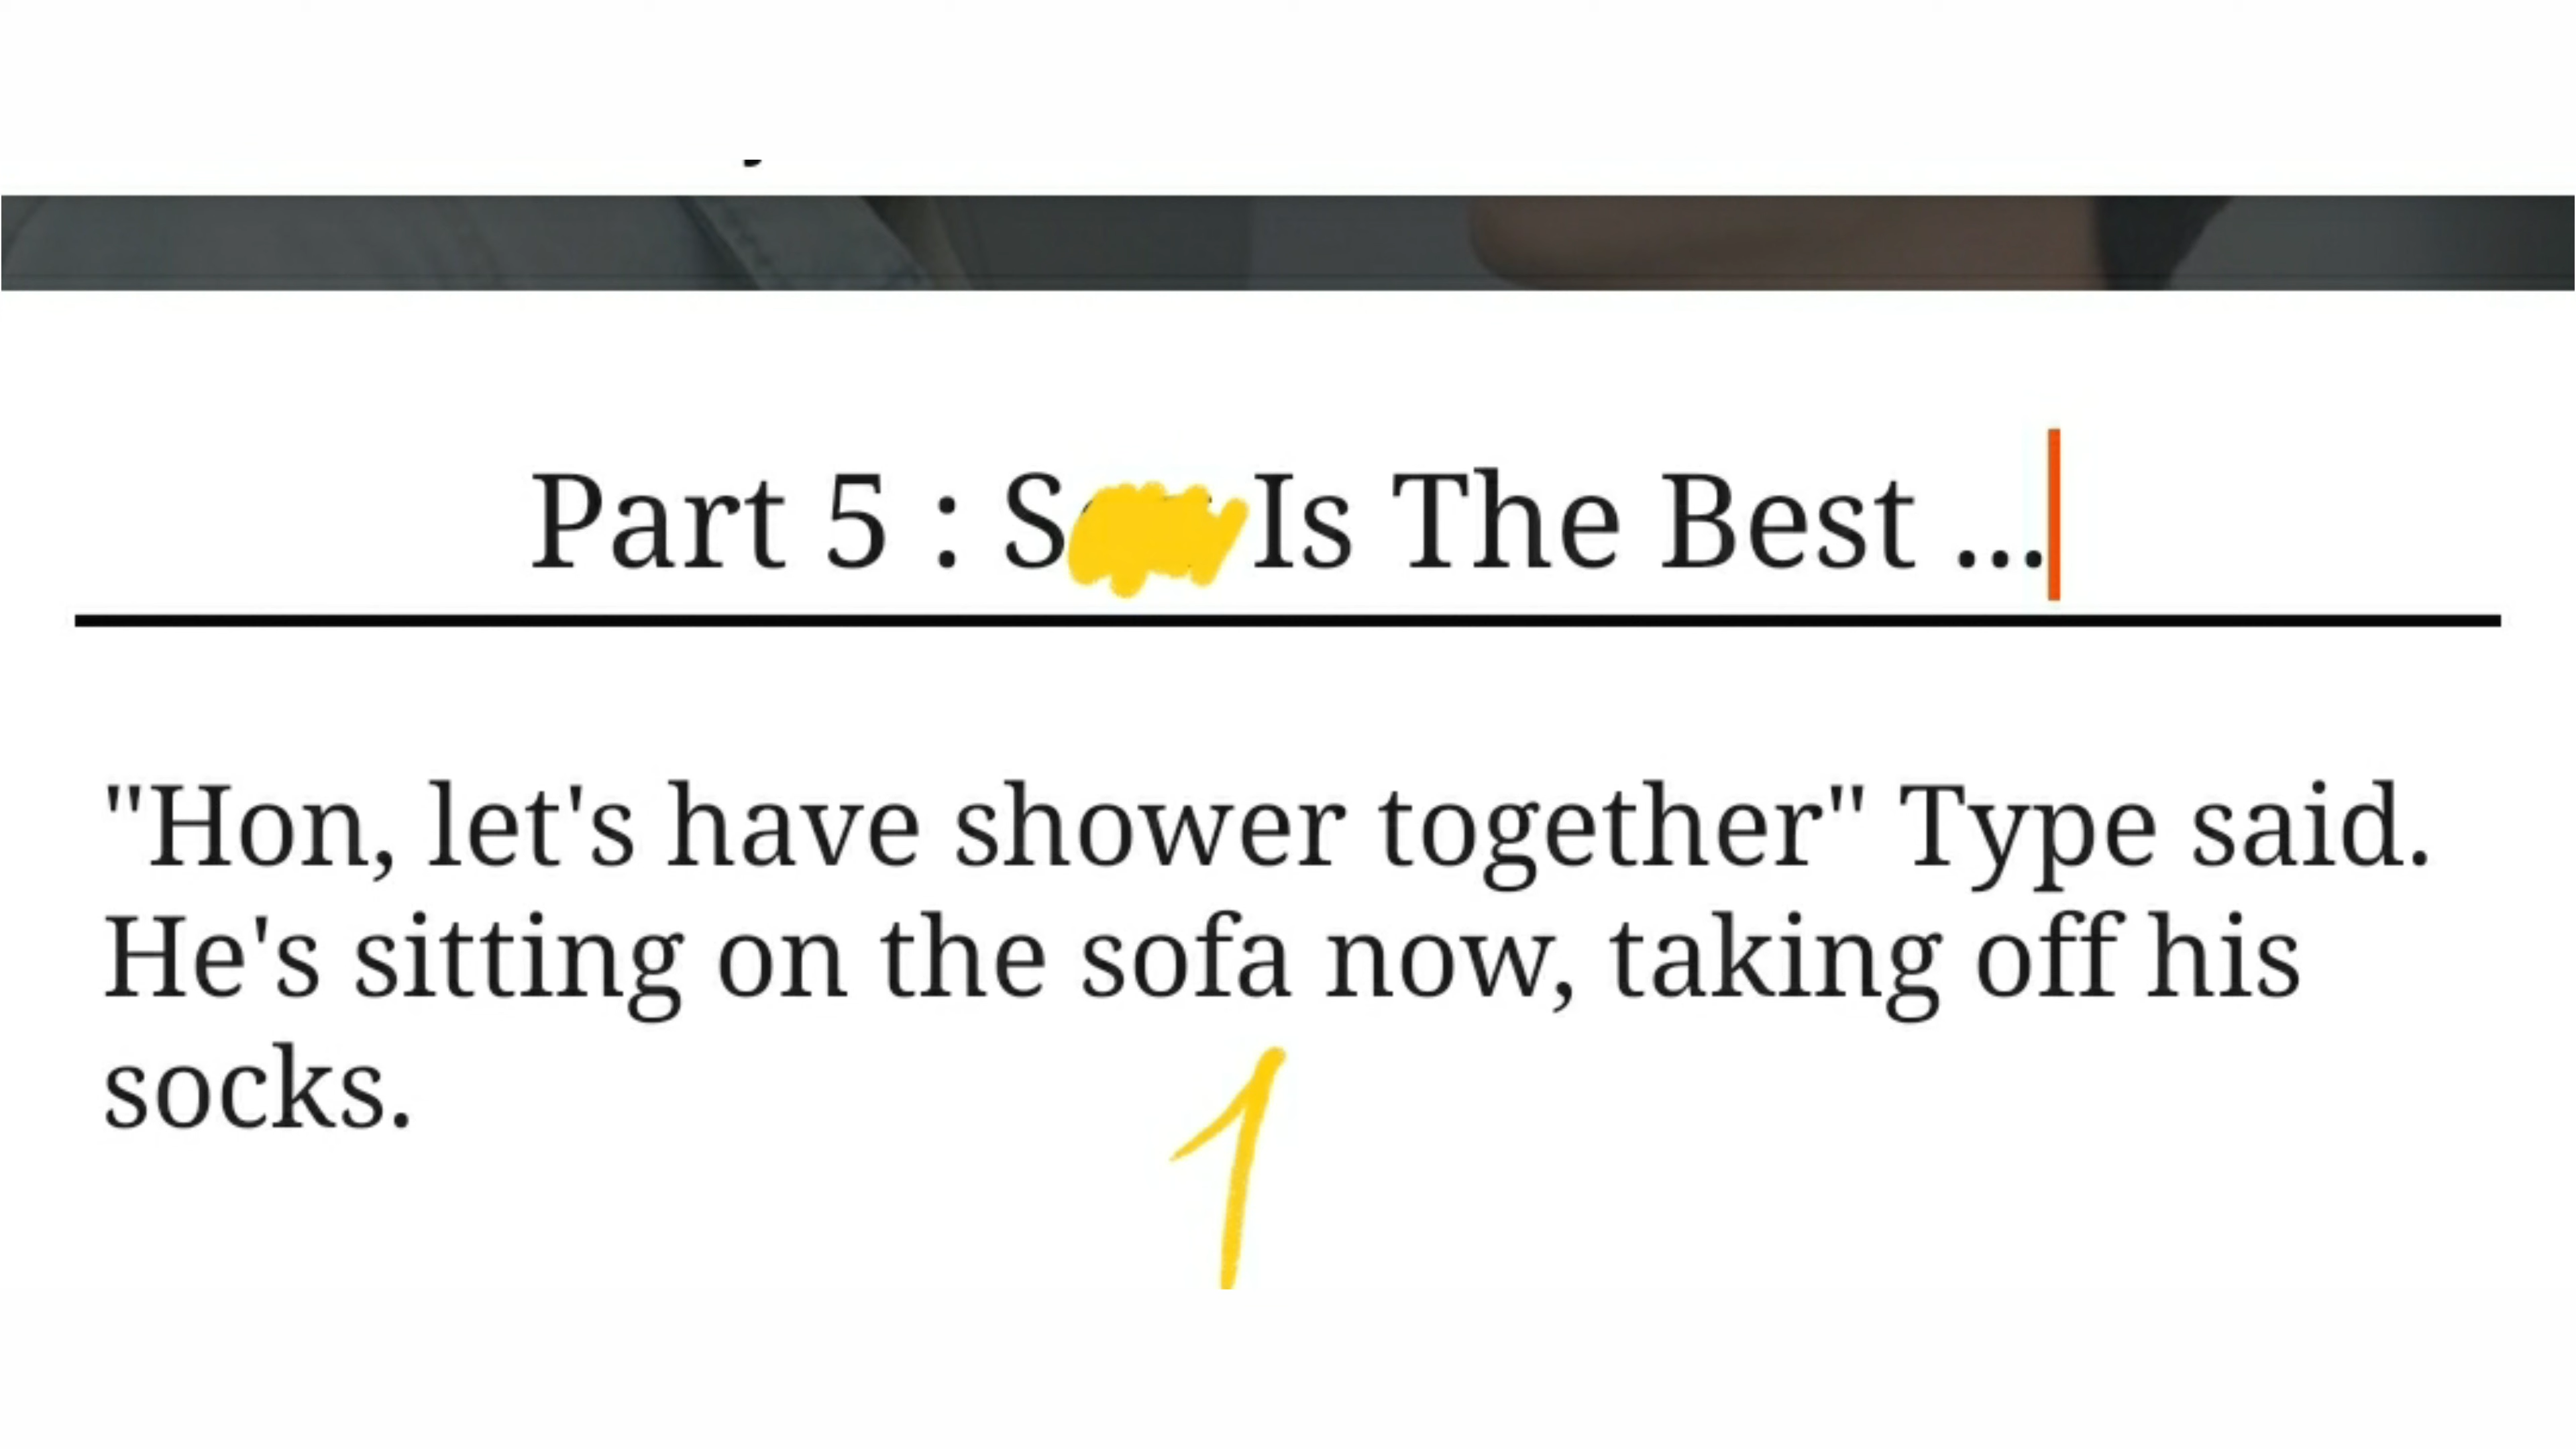 Part 5 : S Is The Best ...
"Hon, let's have shower together" Type said.
He's sitting on the sofa now, taking off his
socks.
1